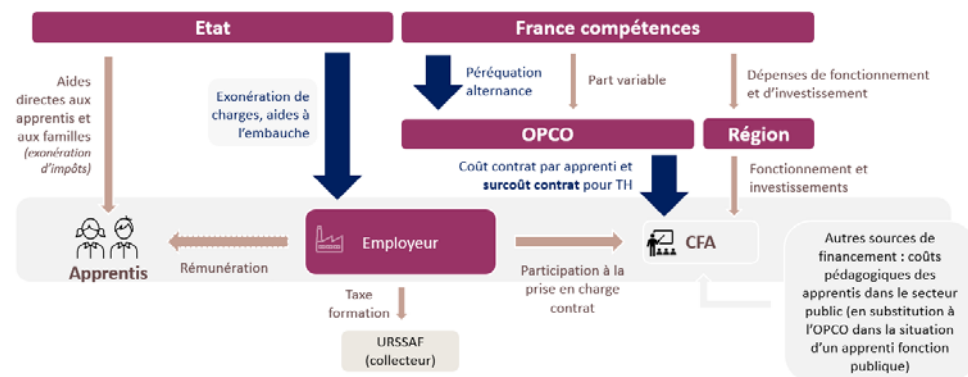 Etat
France compétences
Aides
directes aux
apprentis et
aux familles
(exonération
d'impôts)
Exonération de
charges, aides à
l'embauche
Péréquation
alternance
Part variable
Dépenses de fonctionnement
et d'investissement
OPCO
Région
Coût contrat par apprenti et
surcoût contrat pour TH
Fonctionnement et
investissements
Apprentis
Rémunération
Employeur
Participation à la
prise en charge
contrat
CFA
Taxe
formation
URSSAF
(collecteur)
Autres sources de
financement : coûts
pédagogiques des
apprentis dans le secteur
public (en substitution à
l'OPCO dans la situation
d'un apprenti fonction
publique)